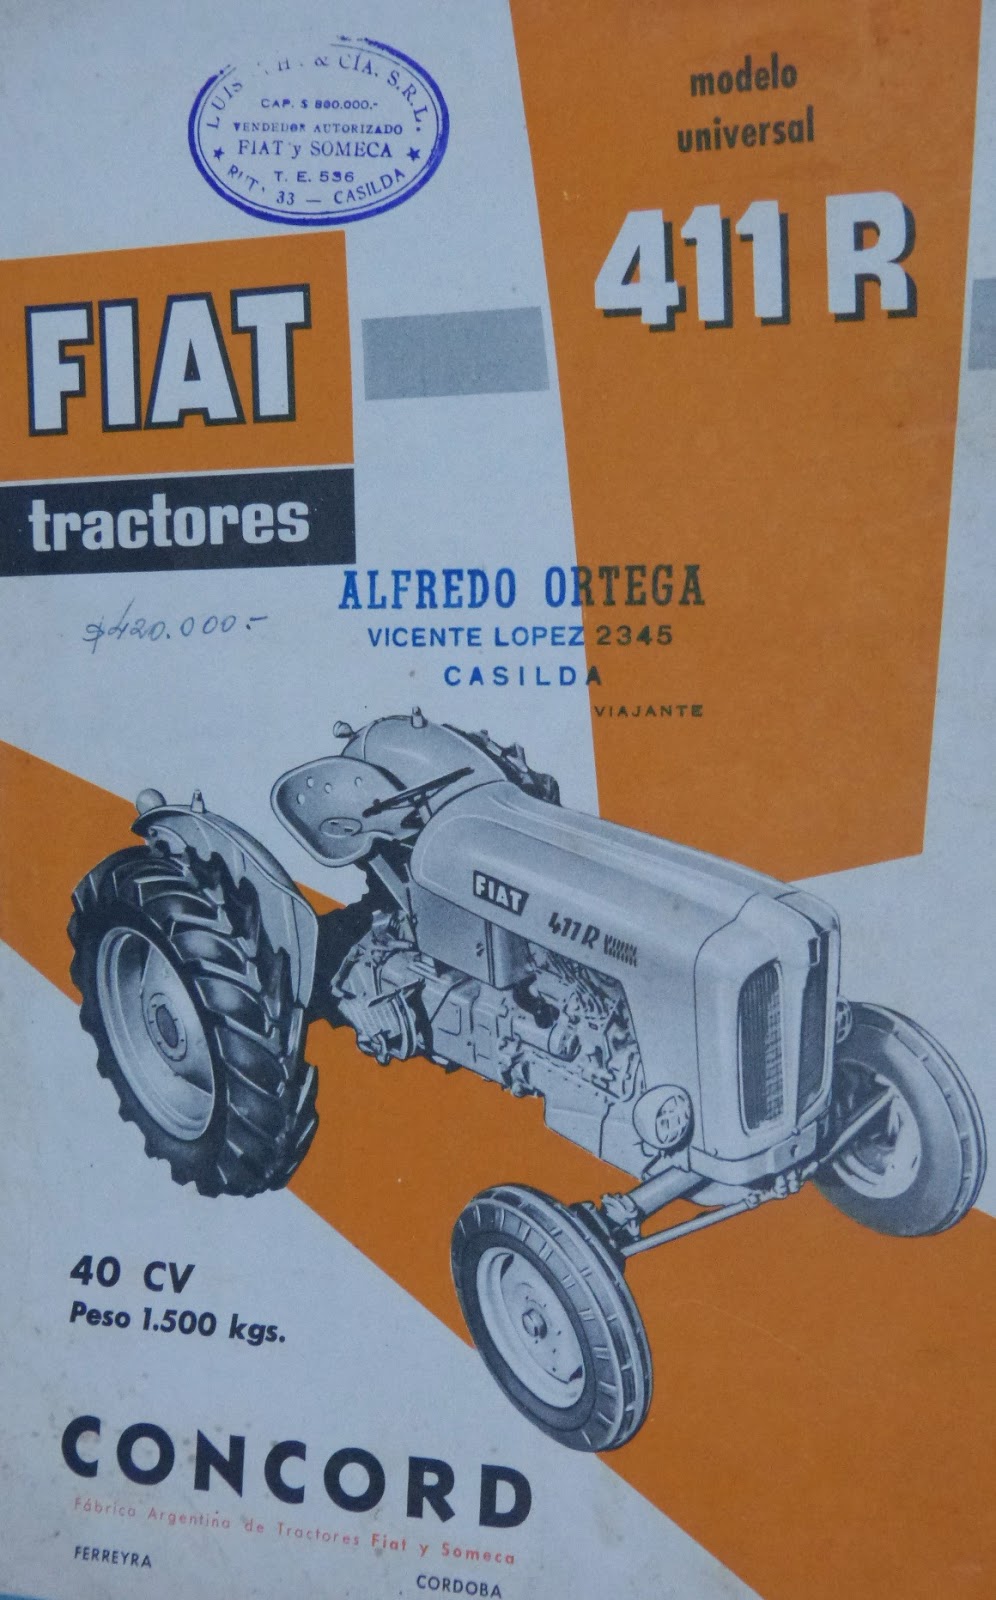 LUIS & CÍA. S.R.L.
CAP. $ 800.000.-
VENDEDOR AUTORIZADO
FIAT y SOMECA
T. E. 536
33 — CASILDA
modelo
universal
411 R
FIAT
tractores
$420.000.-
ALFREDO ORTEGA
VICENTE LOPEZ 2345
CASILDA
VIAJANTE
FIAT
411R
40 CV
Peso 1.500 kgs.
CONCORD
Fábrica Argentina de Tractores Fiat y Someca
FERREYRA
CORDOBA